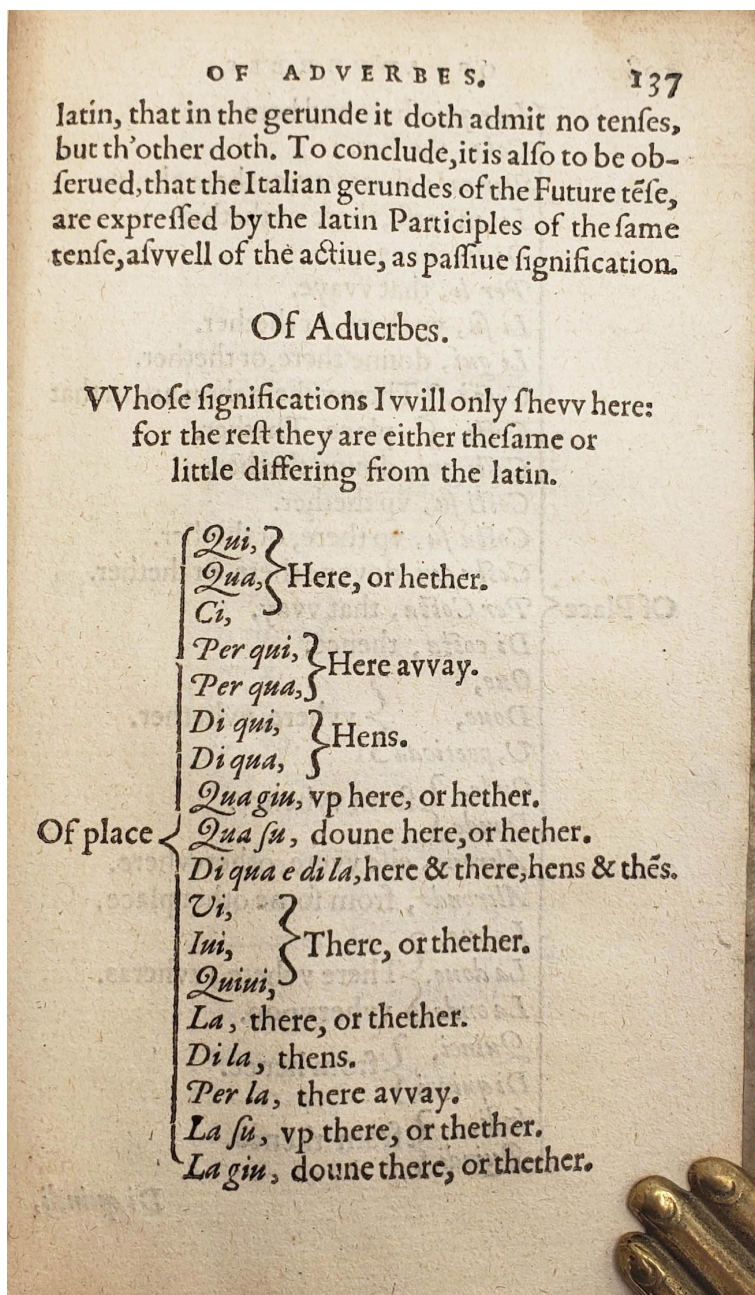 OF ADVERBES. 137
latin, that in the gerunde it doth admit no tenſes,
but th'other doth. To conclude, it is alſo to be ob-
ſerued, that the Italian gerundes of the Future tẽſe,
are expreſſed by the latin Participles of the ſame
tenſe, aſvvell of the actiue, as paſſiue ſignification.
Of Aduerbes.
VVhoſe ſignifications I vvill only ſhevv here:
for the reſt they are either theſame or
little differing from the latin.
Qui,
Qua, Here, or hether.
Ci,
Per qui, Here avvay.
Per qua,
Di qui, Hens.
Di qua,
Qua giu, vp here, or hether.
Of place Qua ſu, doune here, or hether.
Di qua e di la, here & there, hens & thẽs.
Vi,
Iui, There, or thether.
Quiui,
La, there, or thether.
Di la, thens.
Per la, there avvay.
La ſu, vp there, or thether.
La giu, doune there, or thether.